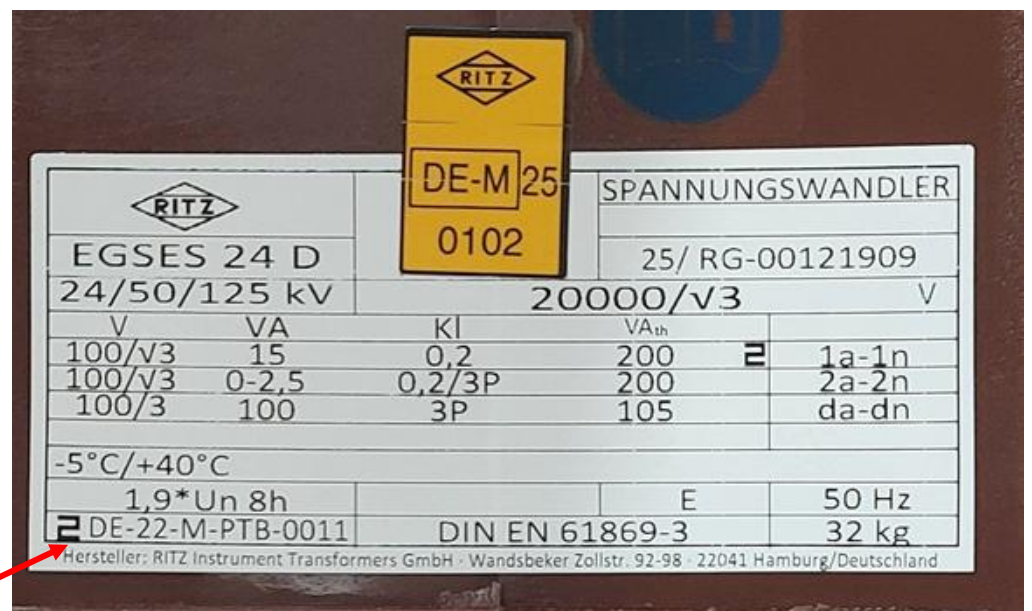 RITZ
DE-M 25
0102
RITZ
SPANNUNGSWANDLER
EGSES 24 D
25/ RG-00121909
24/50/125 kV 20000/√3 V
V VA Kl VAth
100/√3 15 0,2 200 1a-1n
100/√3 0-2,5 0,2/3P 200 2a-2n
100/3 100 3P 105 da-dn
-5°C/+40°C
1,9*Un 8h E 50 Hz
DE-22-M-PTB-0011 DIN EN 61869-3 32 kg
Hersteller: RITZ Instrument Transformers GmbH · Wandsbeker Zollstr. 92-98 · 22041 Hamburg/Deutschland